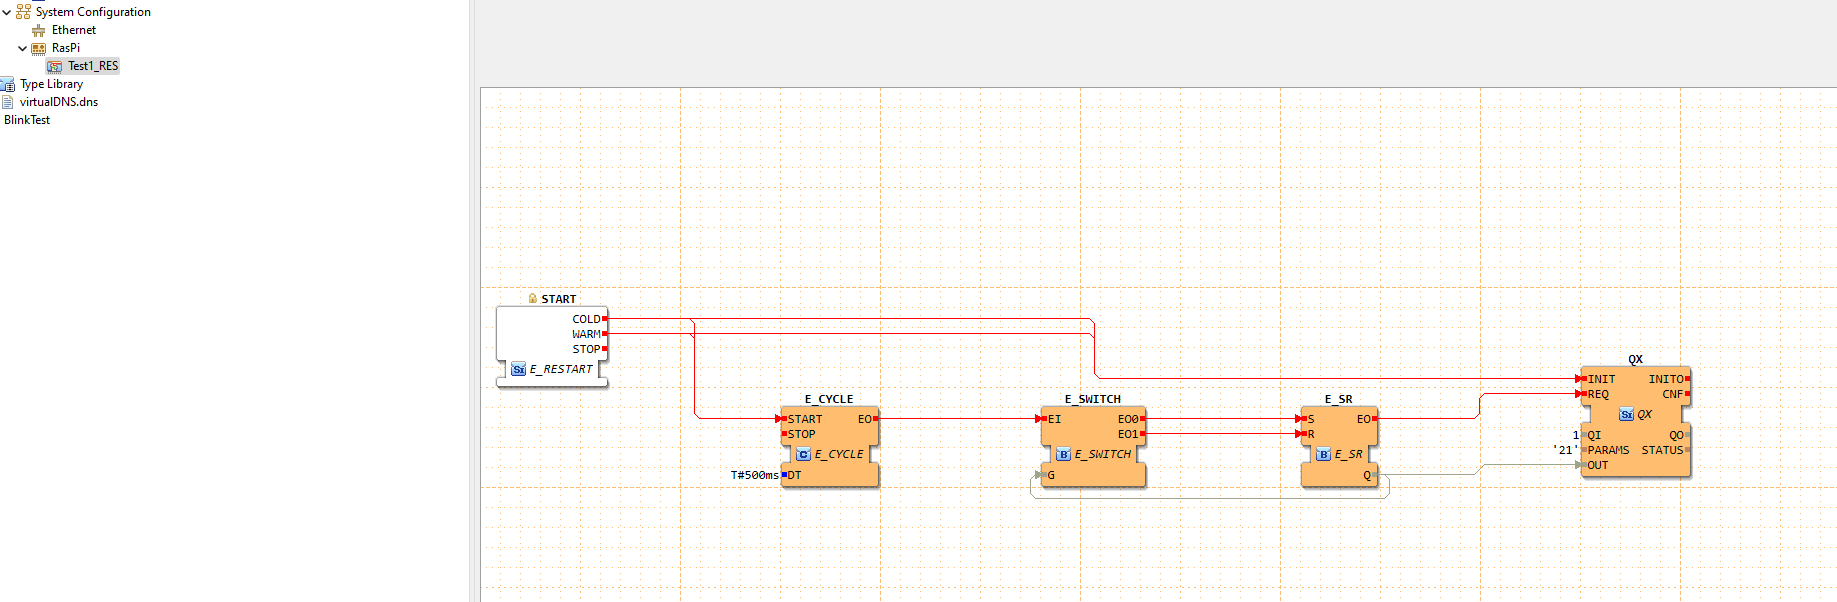 System Configuration
Ethernet
RasPi
Test1_RES
Type Library
virtualDNS.dns
BlinkTest
START
COLD
WARM
STOP
E_RESTART
E_CYCLE
START EO
STOP
E_CYCLE
T#500ms DT
E_SWITCH
EI EO0
EO1
E_SWITCH
G
E_SR
S EO
R
E_SR
Q
QX
INIT INITO
REQ CNF
QX
1 QI QO
'21' PARAMS STATUS
OUT